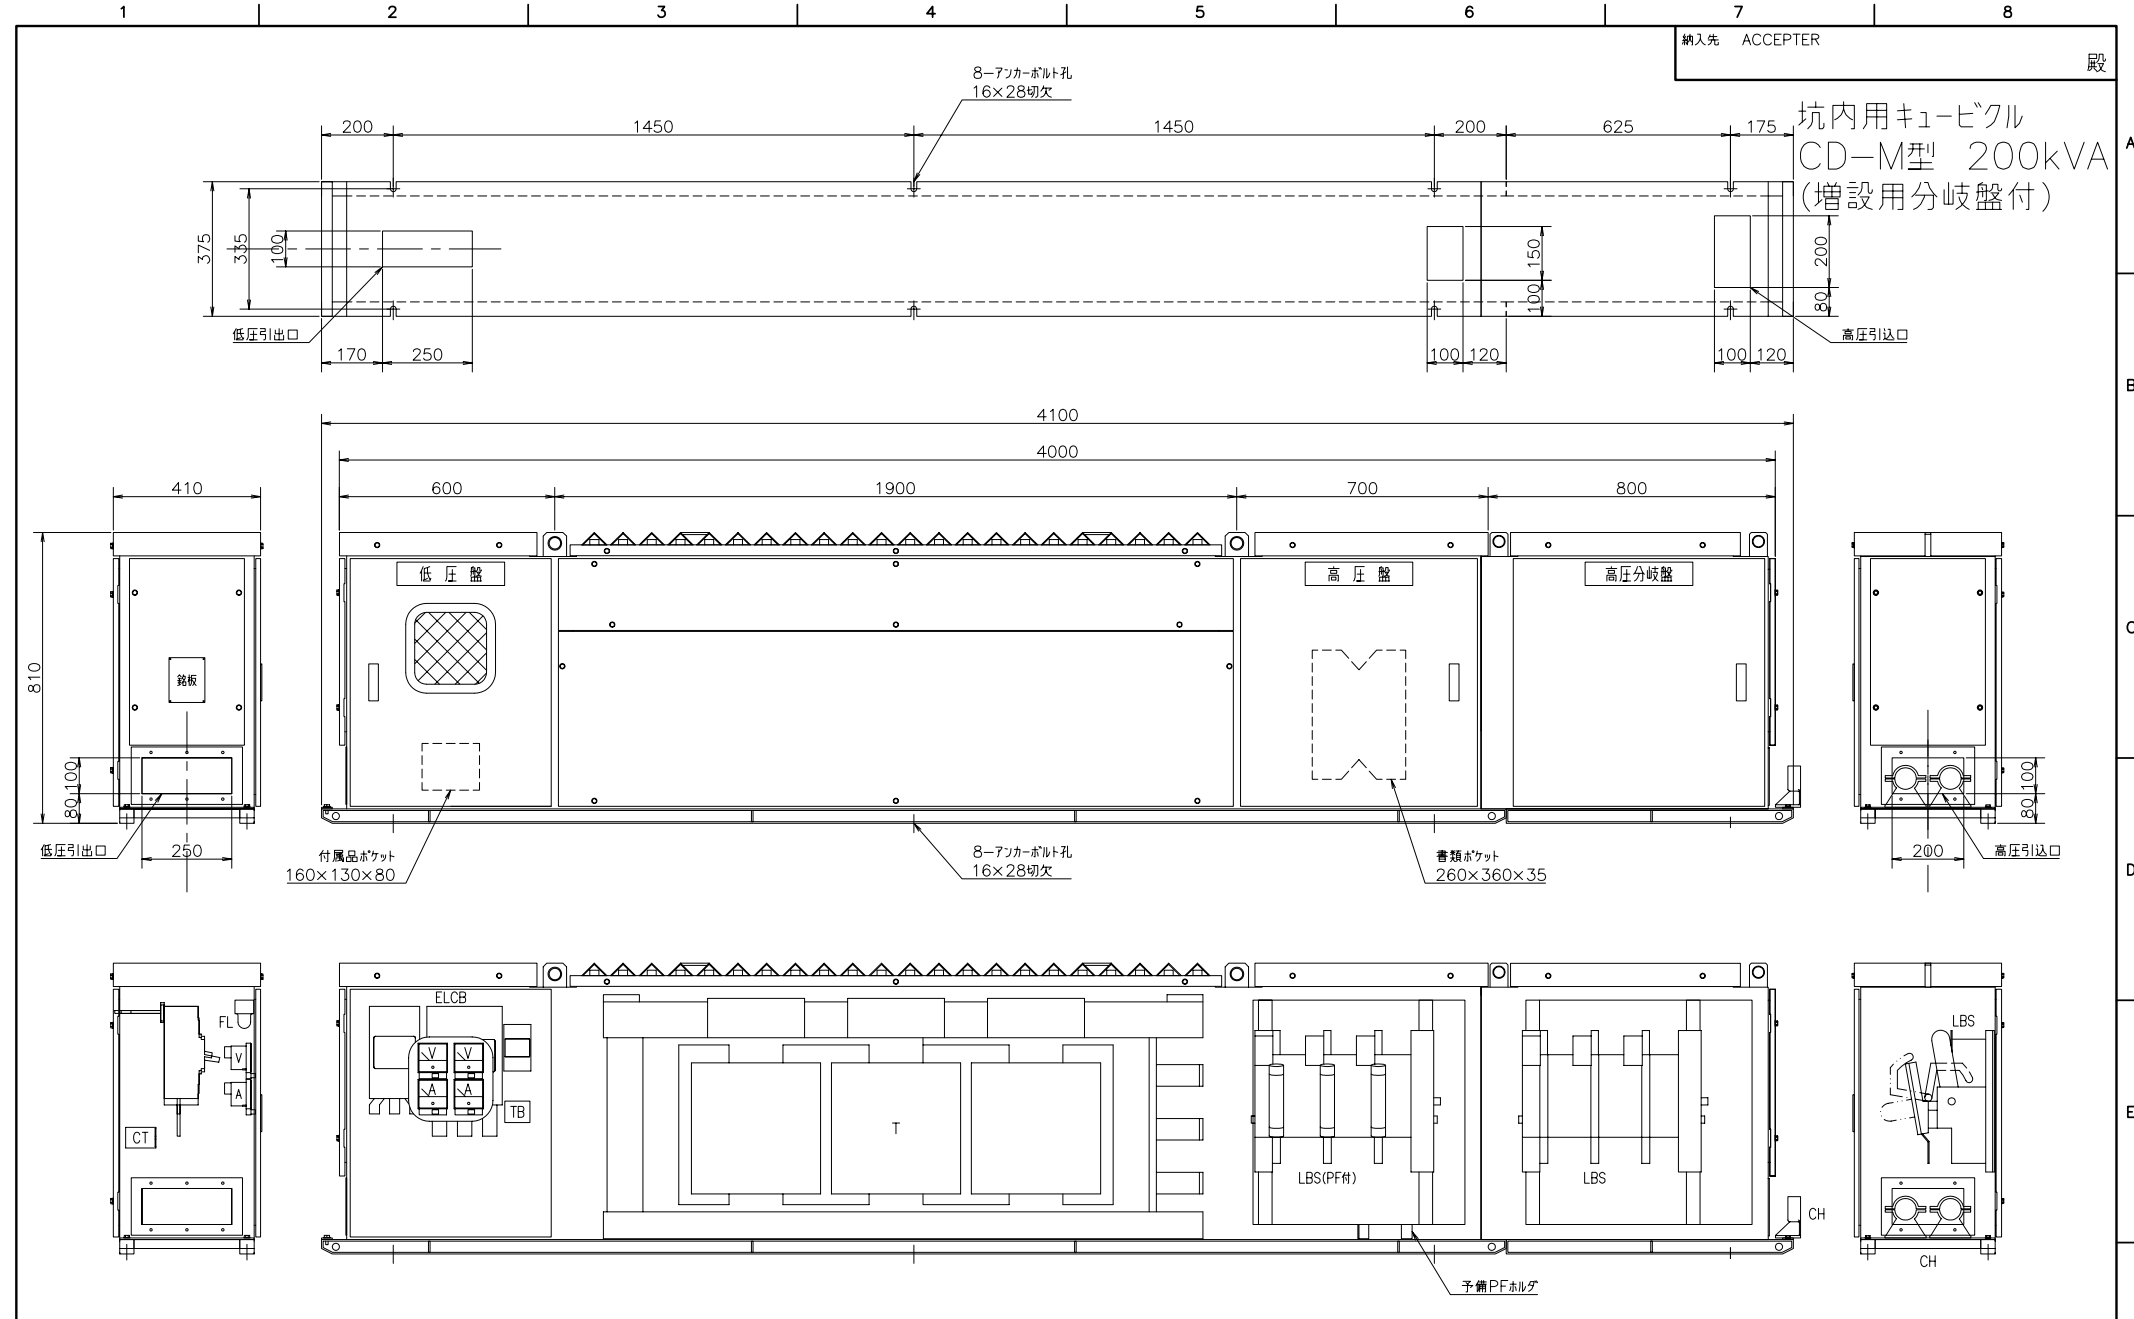 1 2 3 4 5 6 7 8
納入先 ACCEPTER
殿
坑内用キュービクル
CD-M型 200kVA
(増設用分岐盤付)
A
B
C
D
E
8-アンカーボルト孔
16×28切欠
200 1450 1450 200 625 175
375 335 100
150 100
200 80
低圧引出口
高圧引込口
170 250 100 120 100 120
4100
4000
410 600 1900 700 800
810
低圧盤
高圧盤
高圧分岐盤
銘板
100
80
100
80
低圧引出口
250
付属品ポケット
160×130×80
8-アンカーボルト孔
16×28切欠
書類ポケット
260×360×35
200
高圧引込口
ELCB
FL
V
A
CT
V V
A A
TB
T
LBS(PF付)
LBS
LBS
CH
CH
予備PFホルダ